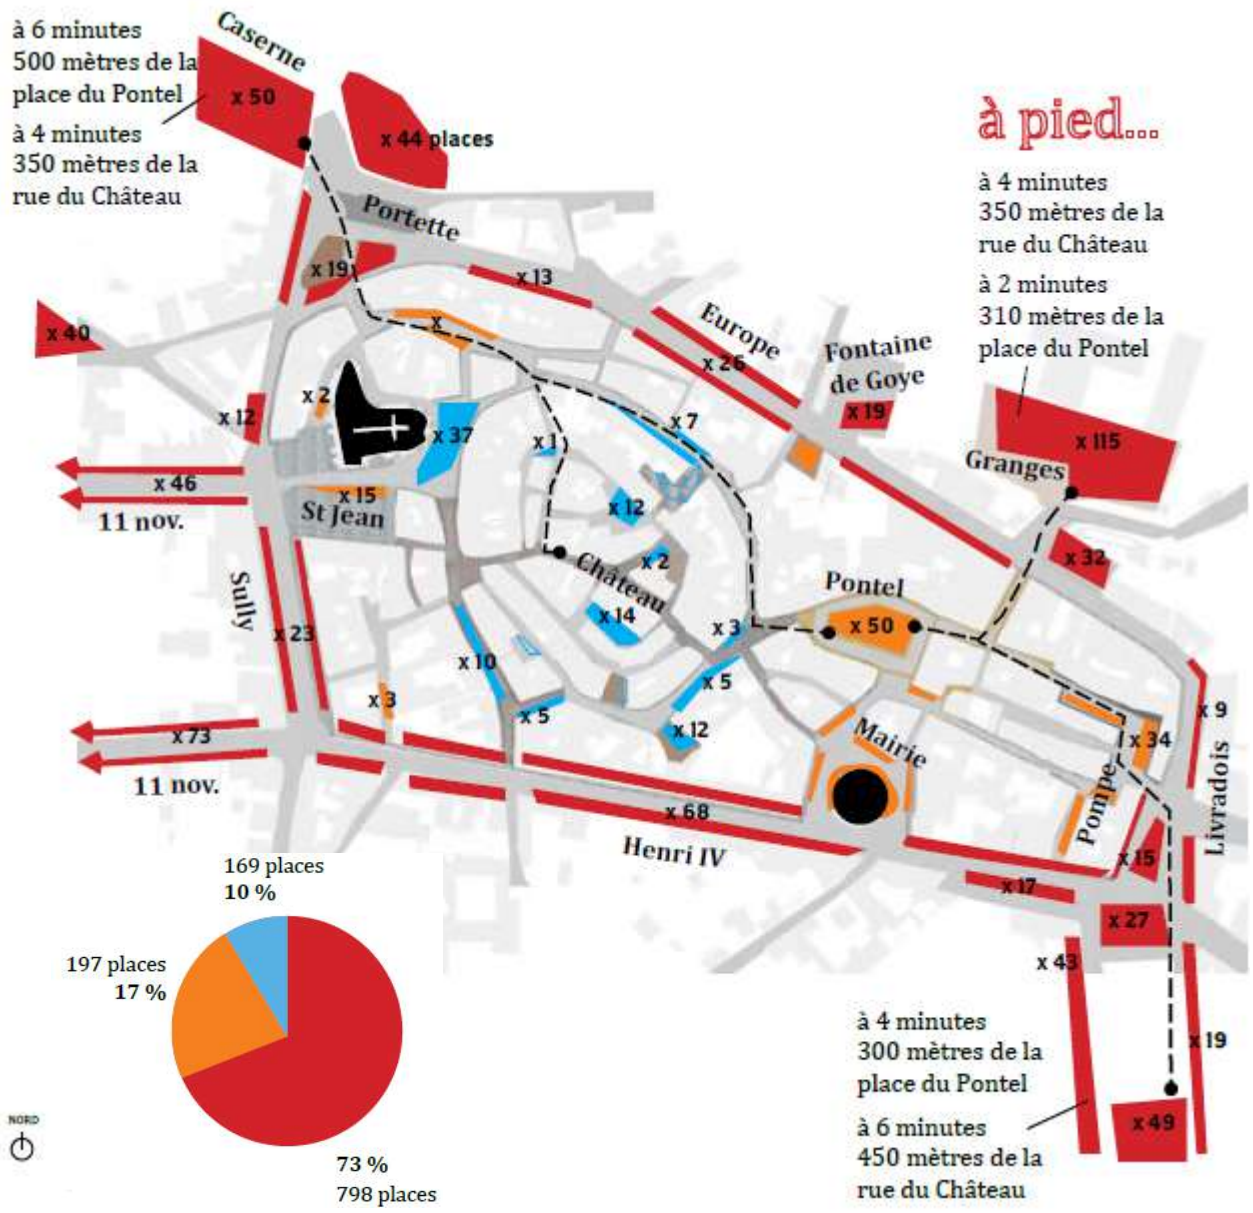 à 6 minutes
500 mètres de la
place du Pontel
à 4 minutes
350 mètres de la
rue du Château
Caserne
x 50
x 44 places
à pied...
à 4 minutes
350 mètres de la
rue du Château
à 2 minutes
310 mètres de la
place du Pontel
Portette
x 19
x 13
x 40
x
Europe
x 26
Fontaine
de Goye
x 19
x 2
x 12
x 37
x 1
x 7
x 115
Granges
x 46
11 nov.
x 15
St Jean
x 12
Château
x 2
x 32
Sully
x 23
x 14
x 3
Pontel
x 50
x 10
x 5
x 3
x 5
x 12
x 9
x 73
11 nov.
Mairie
x 34
Pompe
Livradois
x 68
Henri IV
x 15
x 17
x 27
x 43
x 19
x 49
169 places
10 %
197 places
17 %
73 %
798 places
NORD
à 4 minutes
300 mètres de la
place du Pontel
à 6 minutes
450 mètres de la
rue du Château